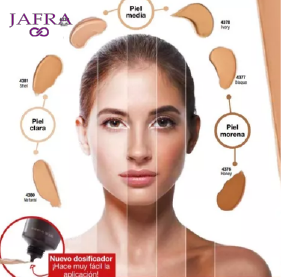 JAFRA
Piel
media
4378
Ivory
4381
Shell
4377
Bisque
Piel
clara
Piel
morena
4376
Honey
4380
Nuevo dosificador
¡Hace muy fácil la
aplicación!